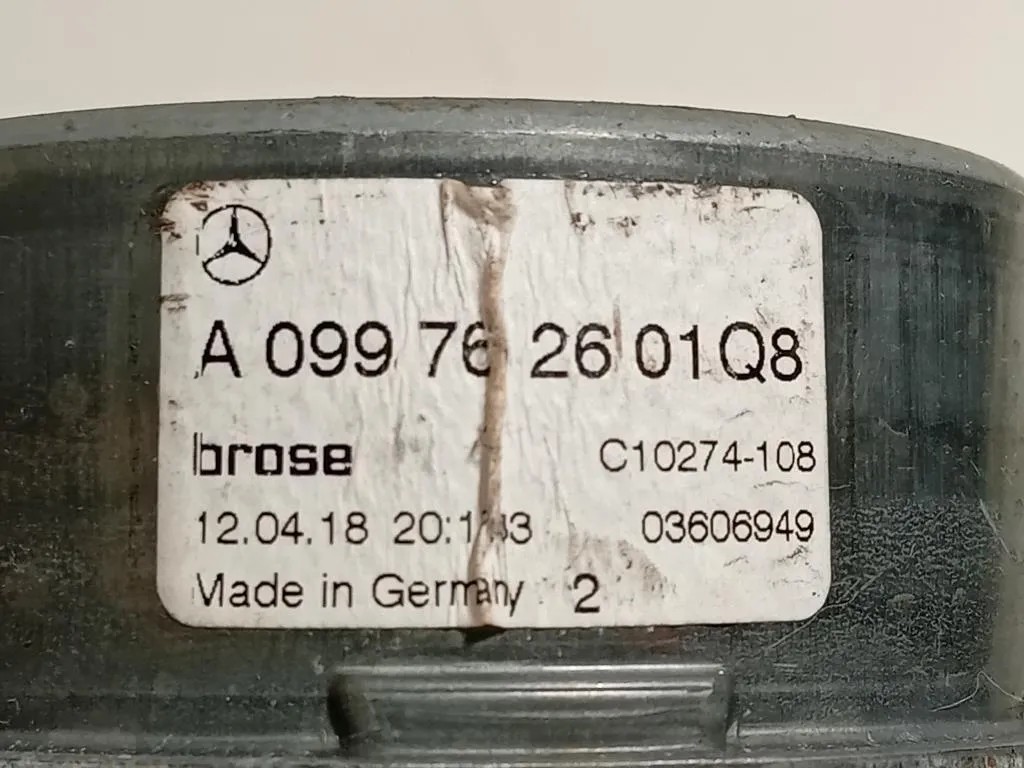 A 099 76 26 01Q8
brose C10274-108
12.04.18 03606949
Made in Germany 2